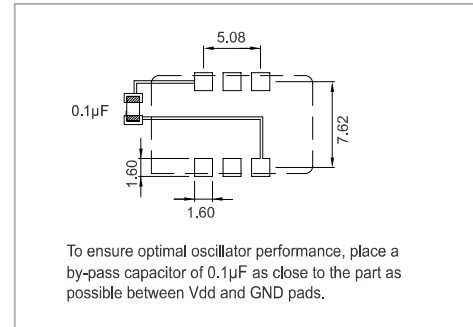 5.08
0.1µF
7.62
1.60
1.60
To ensure optimal oscillator performance, place a
by-pass capacitor of 0.1µF as close to the part as
possible between Vdd and GND pads.